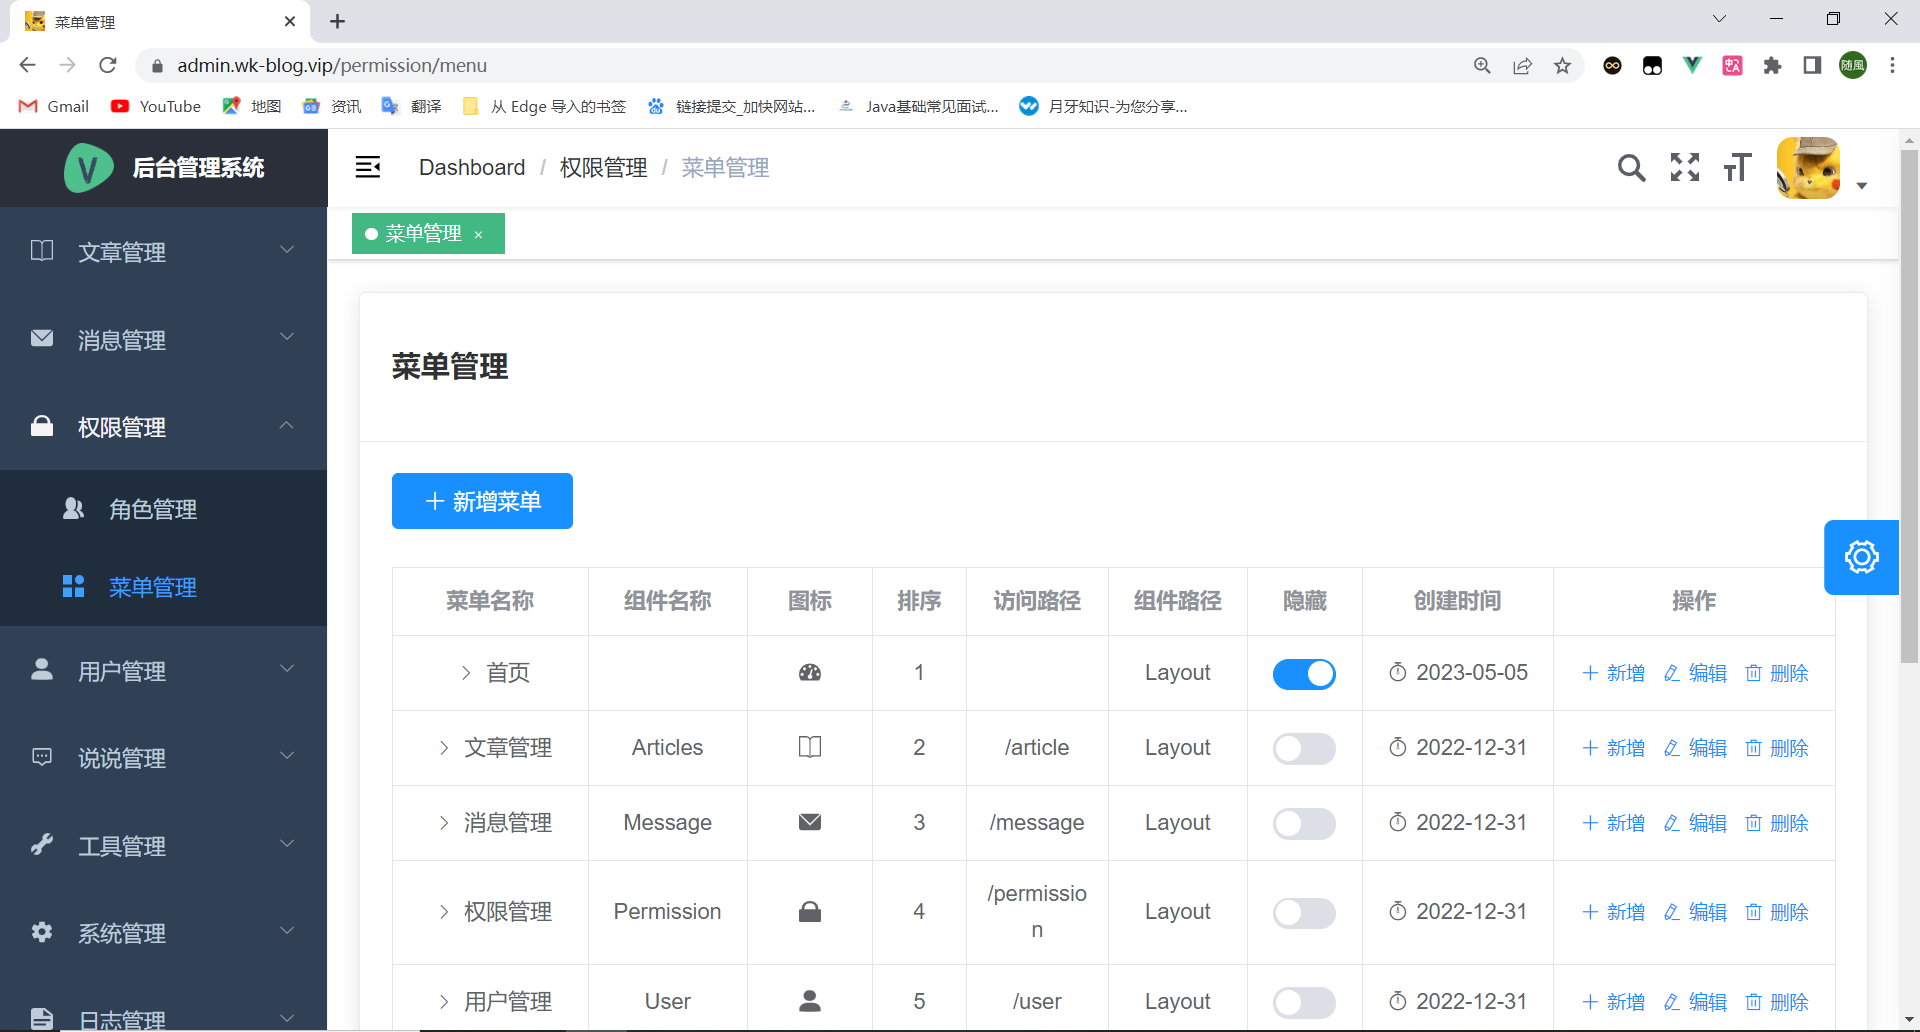 菜单管理
admin.wk-blog.vip/permission/menu
随風
Gmail
YouTube
地图
资讯
翻译
从 Edge 导入的书签
链接提交_加快网站...
Java基础常见面试...
月牙知识-为您分享...
V 后台管理系统
Dashboard / 权限管理 / 菜单管理
菜单管理 ×
文章管理
消息管理
权限管理
角色管理
菜单管理
用户管理
说说管理
工具管理
系统管理
日志管理
菜单管理
新增菜单
菜单名称 组件名称 图标 排序 访问路径 组件路径 隐藏 创建时间 操作
首页 1 Layout 2023-05-05 新增 编辑 删除
文章管理 Articles 2 /article Layout 2022-12-31 新增 编辑 删除
消息管理 Message 3 /message Layout 2022-12-31 新增 编辑 删除
权限管理 Permission 4 /permissio
n Layout 2022-12-31 新增 编辑 删除
用户管理 User 5 /user Layout 2022-12-31 新增 编辑 删除